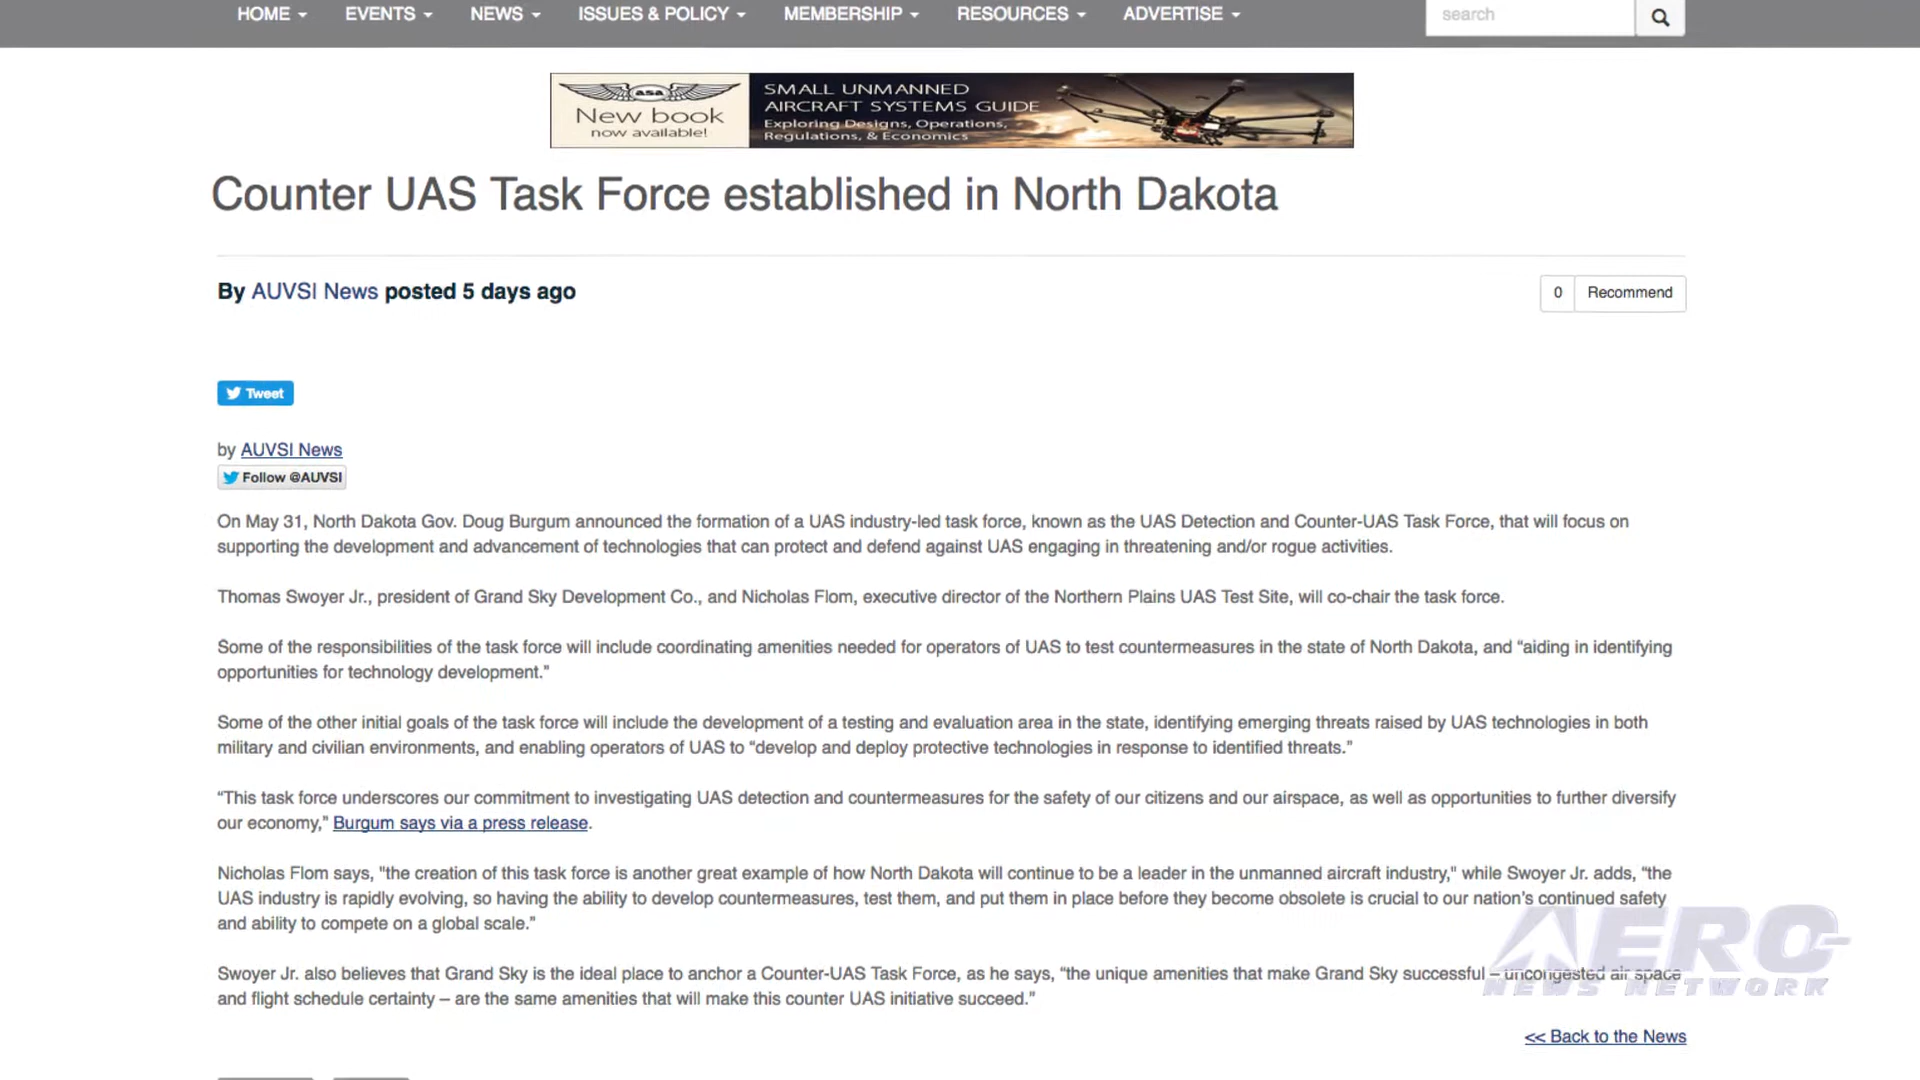 HOME EVENTS NEWS ISSUES & POLICY MEMBERSHIP RESOURCES ADVERTISE search
asa
New book
now available!
SMALL UNMANNED
AIRCRAFT SYSTEMS GUIDE
Exploring Designs, Operations,
Regulations, & Economics
Counter UAS Task Force established in North Dakota
By AUVSI News posted 5 days ago
0 Recommend
Tweet
by AUVSI News
Follow @AUVSI
On May 31, North Dakota Gov. Doug Burgum announced the formation of a UAS industry-led task force, known as the UAS Detection and Counter-UAS Task Force, that will focus on
supporting the development and advancement of technologies that can protect and defend against UAS engaging in threatening and/or rogue activities.
Thomas Swoyer Jr., president of Grand Sky Development Co., and Nicholas Flom, executive director of the Northern Plains UAS Test Site, will co-chair the task force.
Some of the responsibilities of the task force will include coordinating amenities needed for operators of UAS to test countermeasures in the state of North Dakota, and “aiding in identifying
opportunities for technology development.”
Some of the other initial goals of the task force will include the development of a testing and evaluation area in the state, identifying emerging threats raised by UAS technologies in both
military and civilian environments, and enabling operators of UAS to “develop and deploy protective technologies in response to identified threats.”
“This task force underscores our commitment to investigating UAS detection and countermeasures for the safety of our citizens and our airspace, as well as opportunities to further diversify
our economy,” Burgum says via a press release.
Nicholas Flom says, "the creation of this task force is another great example of how North Dakota will continue to be a leader in the unmanned aircraft industry," while Swoyer Jr. adds, “the
UAS industry is rapidly evolving, so having the ability to develop countermeasures, test them, and put them in place before they become obsolete is crucial to our nation’s continued safety
and ability to compete on a global scale.”
Swoyer Jr. also believes that Grand Sky is the ideal place to anchor a Counter-UAS Task Force, as he says, “the unique amenities that make Grand Sky successful – uncongested air space
and flight schedule certainty – are the same amenities that will make this counter UAS initiative succeed.”
AERO
NEWS NETWORK
<< Back to the News